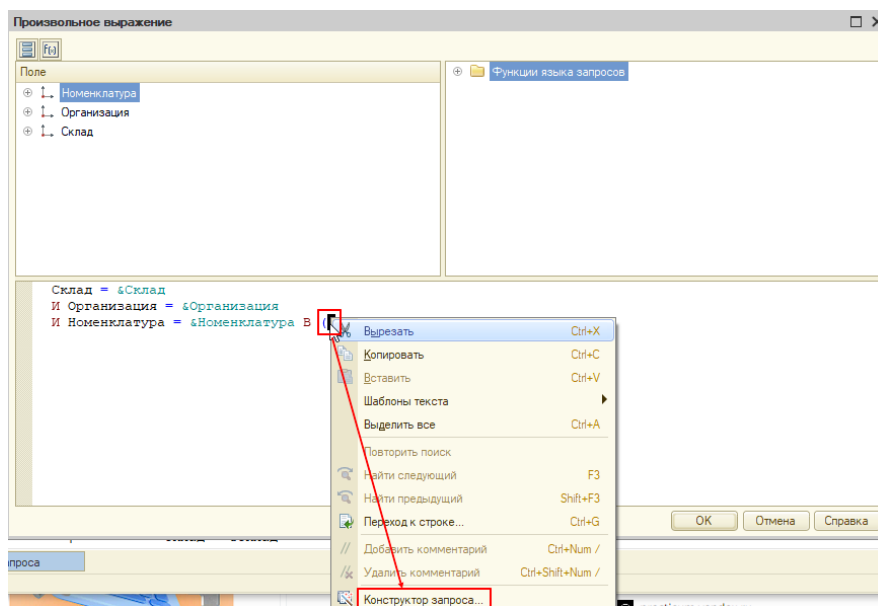 Произвольное выражение
Поле
Номенклатура
Организация
Склад
Функции языка запросов
Склад = &Склад
И Организация = &Организация
И Номенклатура = &Номенклатура В (
Вырезать Ctrl+X
Копировать Ctrl+C
Вставить Ctrl+V
Шаблоны текста
Выделить все Ctrl+A
Повторить поиск
Найти следующий F3
Найти предыдущий Shift+F3
Переход к строке... Ctrl+G
Добавить комментарий Ctrl+Num /
Удалить комментарий Ctrl+Shift+Num /
Конструктор запроса...
OK Отмена Справка
апроса